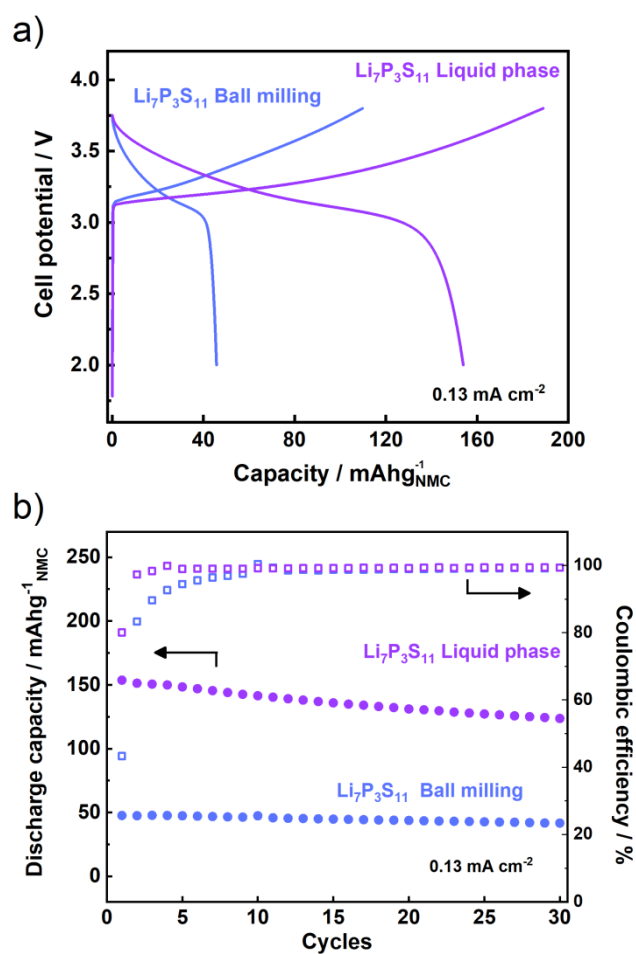 a)
Li₇P₃S₁₁ Liquid phase
Li₇P₃S₁₁ Ball milling
4.0
3.5
3.0
2.5
2.0
Cell potential / V
0.13 mA cm⁻²
0 40 80 120 160 200
Capacity / mAhg⁻¹NMC
b)
250
200
150
100
50
0
Discharge capacity / mAhg⁻¹NMC
100
80
60
40
20
0
Coulombic efficiency / %
Li₇P₃S₁₁ Liquid phase
Li₇P₃S₁₁ Ball milling
0.13 mA cm⁻²
0 5 10 15 20 25 30
Cycles